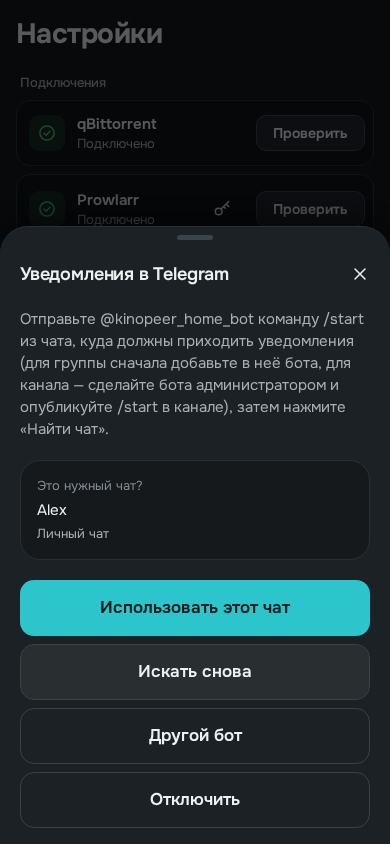 Настройки
Подключения
qBittorrent
Подключено
Проверить
Prowlarr
Подключено
Проверить
Уведомления в Telegram
Отправьте @kinopeer_home_bot команду /start
из чата, куда должны приходить уведомления
(для группы сначала добавьте в неё бота, для
канала — сделайте бота администратором и
опубликуйте /start в канале), затем нажмите
«Найти чат».
Это нужный чат?
Alex
Личный чат
Использовать этот чат
Искать снова
Другой бот
Отключить